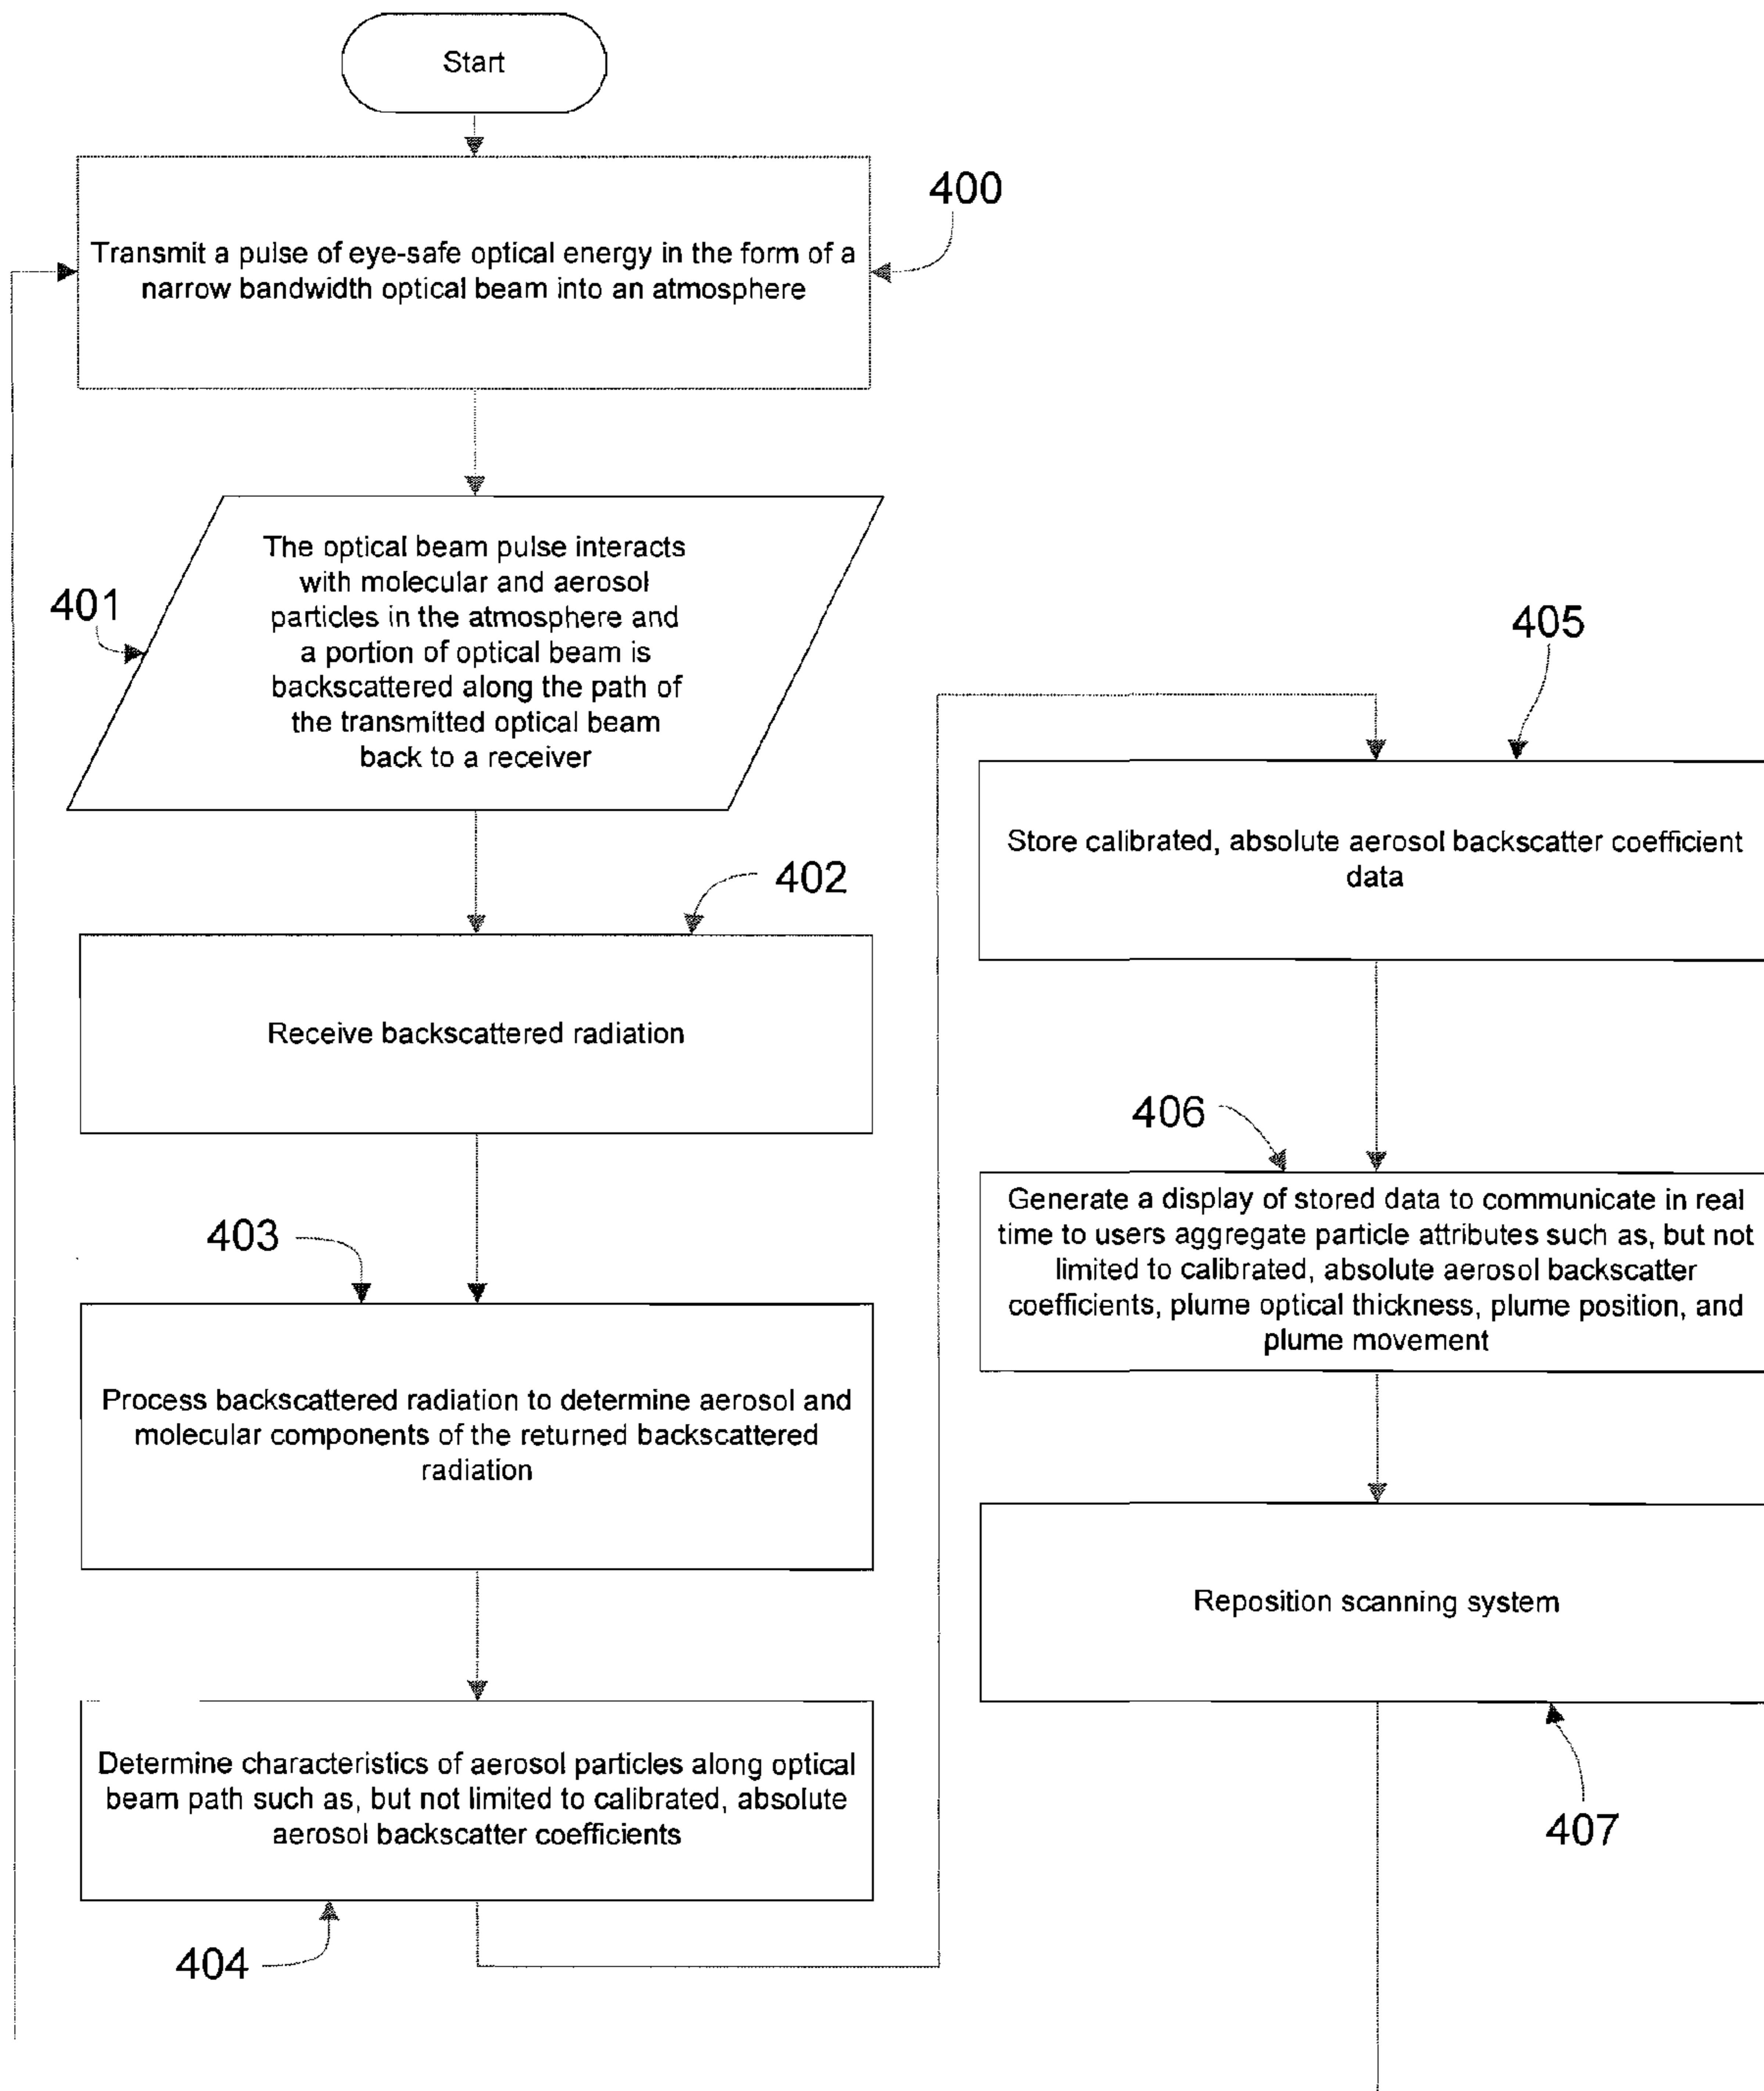 Start
400
Transmit a pulse of eye-safe optical energy in the form of a
narrow bandwidth optical beam into an atmosphere
401
The optical beam pulse interacts
with molecular and aerosol
particles in the atmosphere and
a portion of optical beam is
backscattered along the path of
the transmitted optical beam
back to a receiver
402
Receive backscattered radiation
403
Process backscattered radiation to determine aerosol and
molecular components of the returned backscattered
radiation
Determine characteristics of aerosol particles along optical
beam path such as, but not limited to calibrated, absolute
aerosol backscatter coefficients
404
405
Store calibrated, absolute aerosol backscatter coefficient
data
406
Generate a display of stored data to communicate in real
time to users aggregate particle attributes such as, but not
limited to calibrated, absolute aerosol backscatter
coefficients, plume optical thickness, plume position, and
plume movement
Reposition scanning system
407